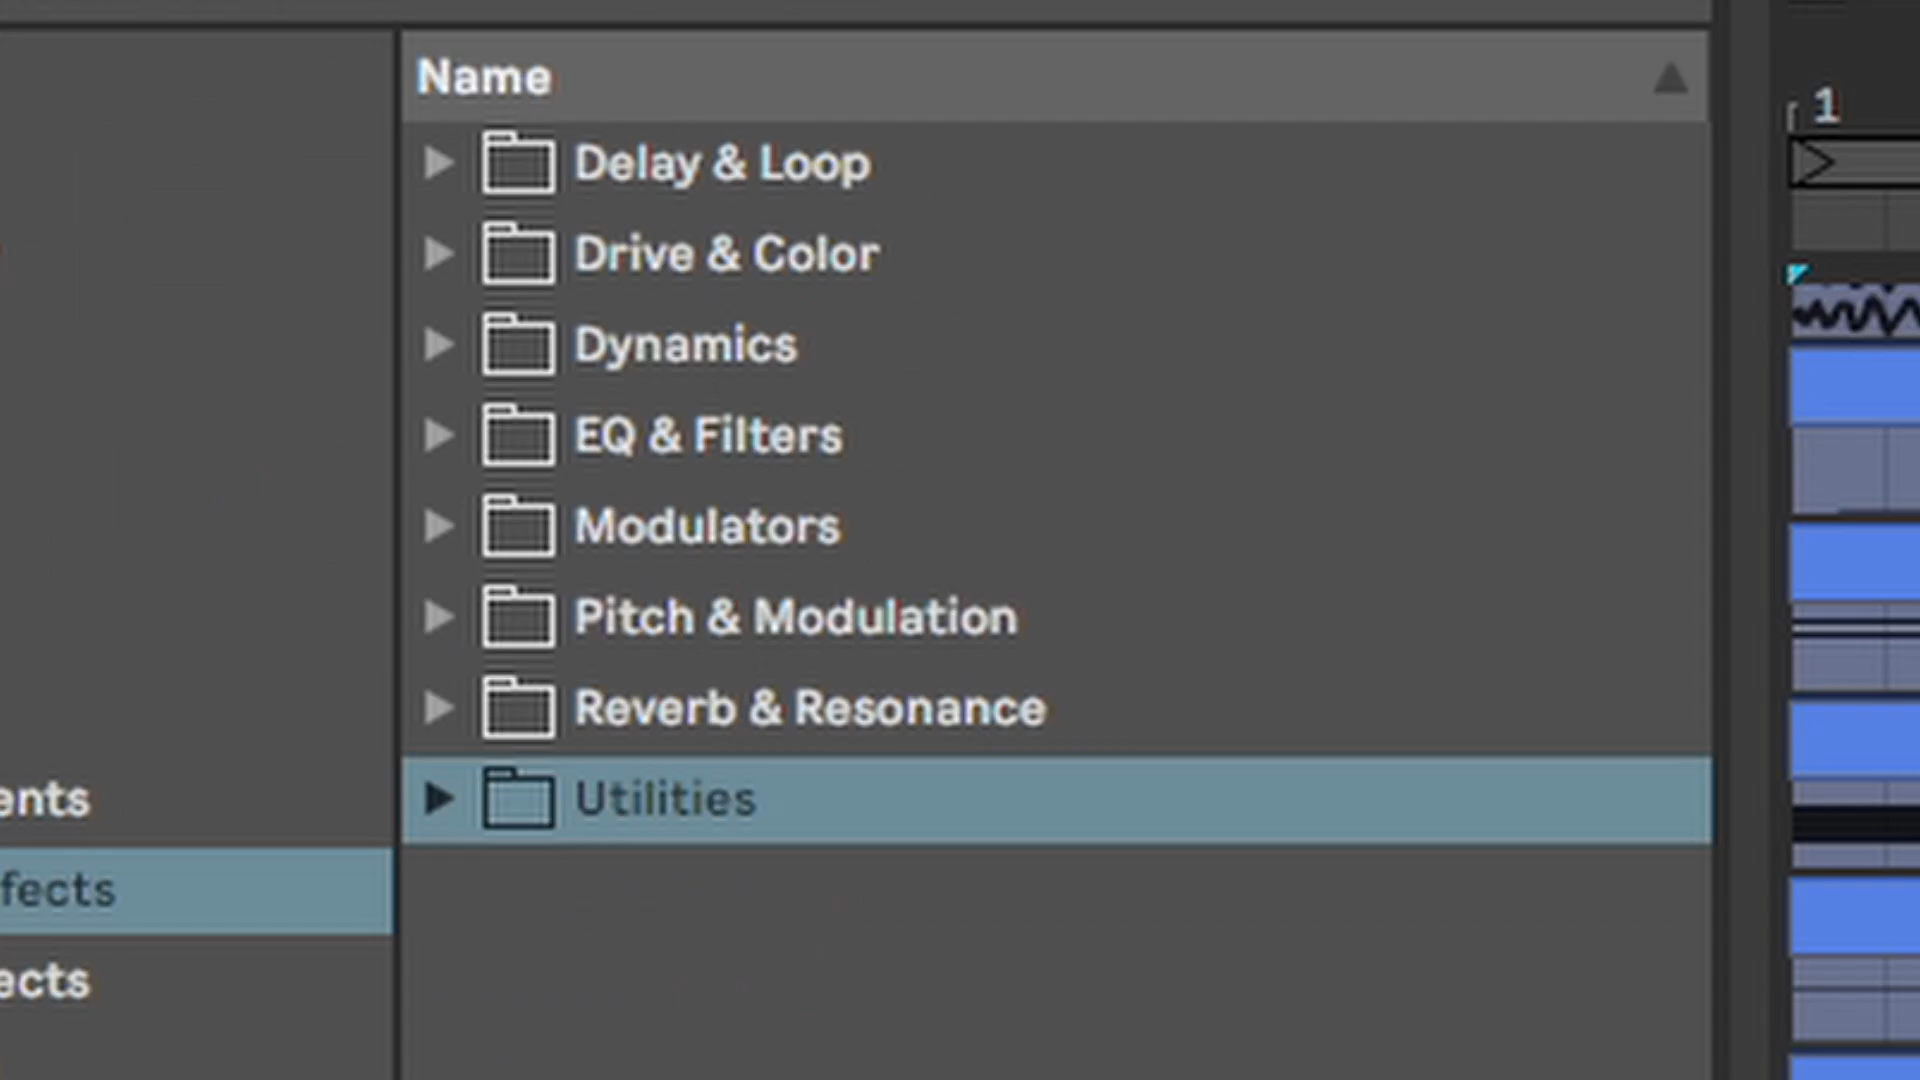 Name
1
Delay & Loop
Drive & Color
Dynamics
EQ & Filters
Modulators
Pitch & Modulation
Reverb & Resonance
Utilities
ents
fects
ects